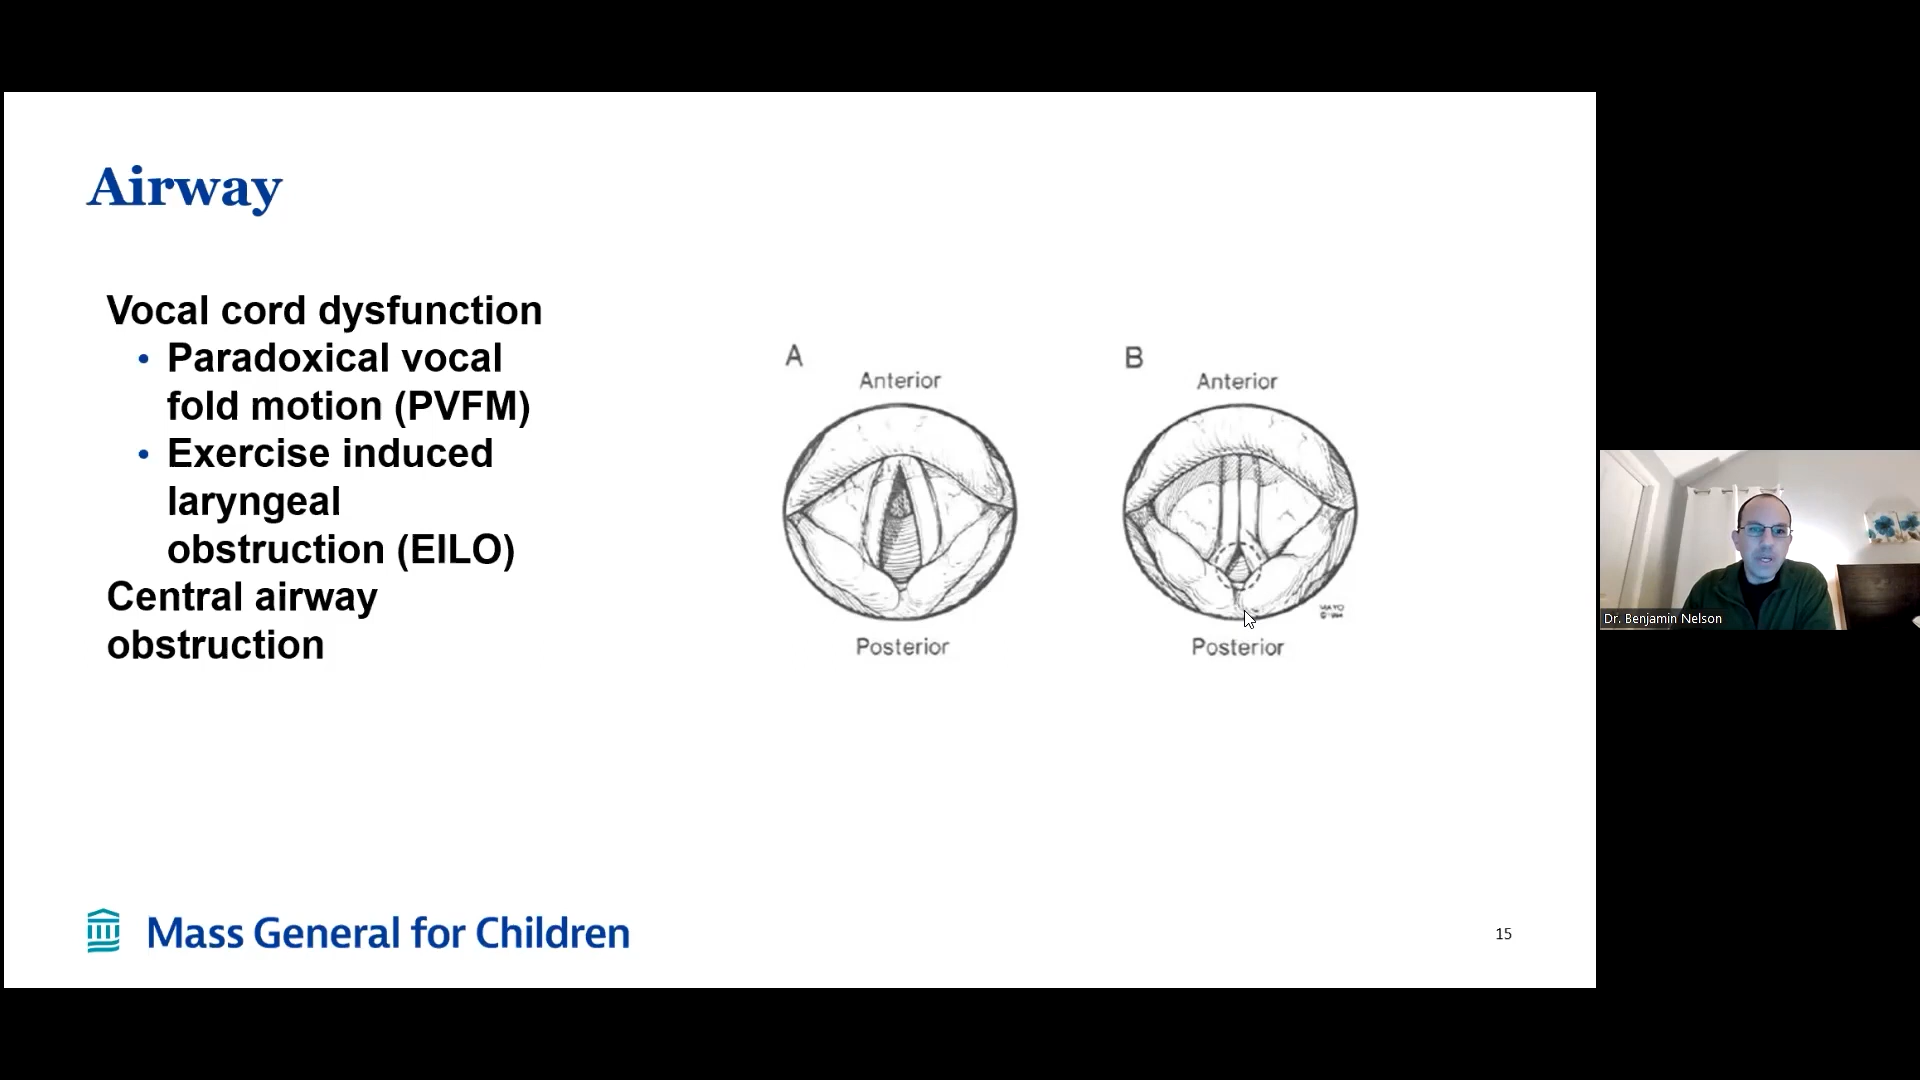 Airway
Vocal cord dysfunction
• Paradoxical vocal
fold motion (PVFM)
• Exercise induced
laryngeal
obstruction (EILO)
Central airway
obstruction
A
Anterior
Posterior
B
Anterior
Posterior
MAYO
Mass General for Children
15
Dr. Benjamin Nelson